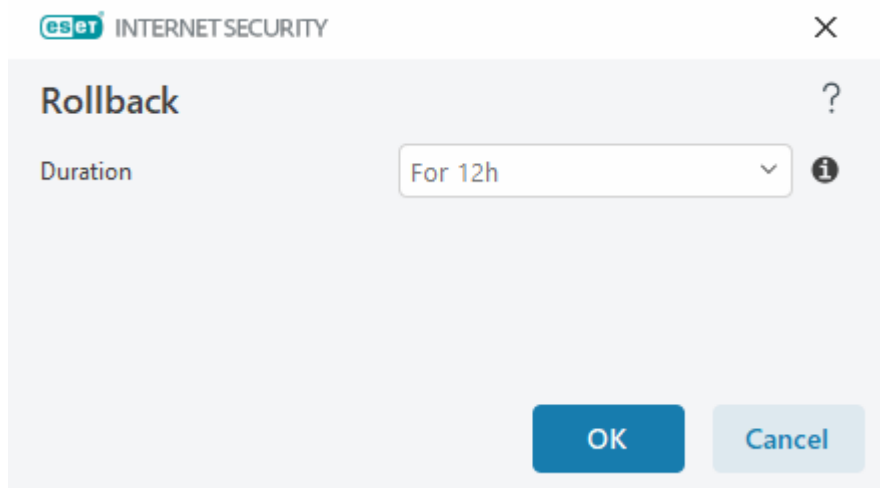 eset INTERNET SECURITY
Rollback ?
Duration For 12h
OK Cancel